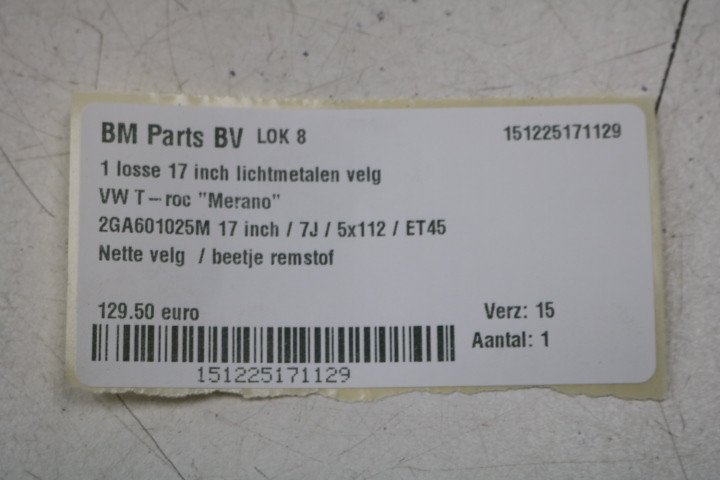 BM Parts BV LOK 8 151225171129
1 losse 17 inch lichtmetalen velg
VW T-roc "Merano"
2GA601025M 17 inch / 7J / 5x112 / ET45
Nette velg / beetje remstof
129.50 euro Verz: 15
Aantal: 1
151225171129